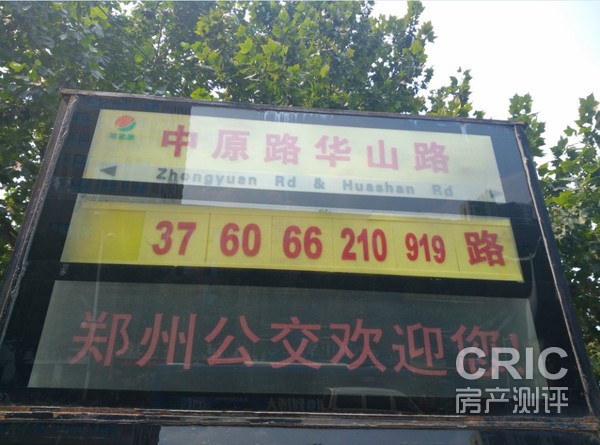 中原路华山路
Zhongyuan Rd & Huashan Rd
37 60 66 210 919 路
郑州公交欢迎您!
CRIC
房产测评